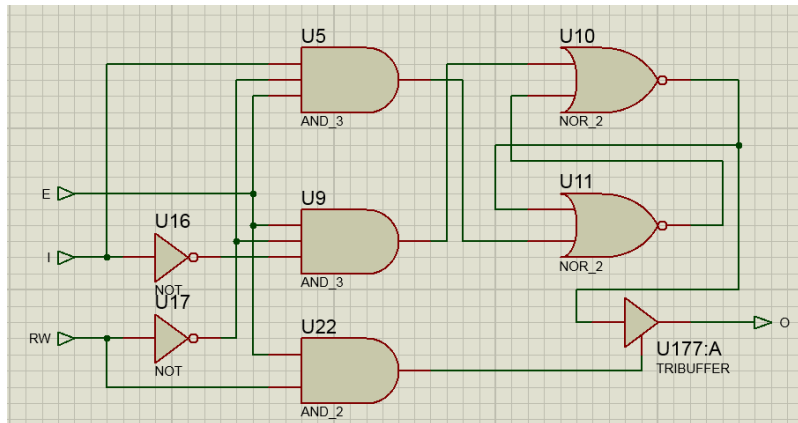 U5
AND_3
U10
NOR_2
E
U16
NOT
U9
AND_3
U11
NOR_2
I
RW
U17
NOT
U22
AND_2
U177:A
TRIBUFFER
O